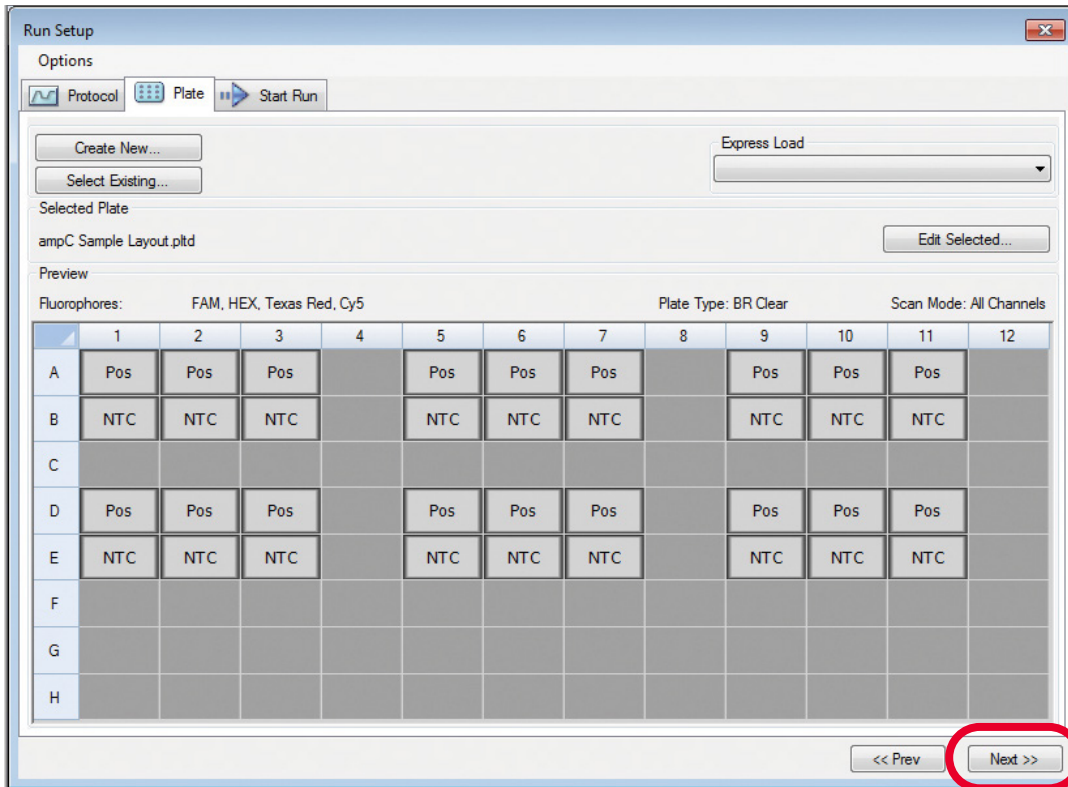 Run Setup
Options
Protocol Plate Start Run
Create New... Express Load
Select Existing...
Selected Plate
ampC Sample Layout.pltd Edit Selected...
Preview
Fluorophores: FAM, HEX, Texas Red, Cy5 Plate Type: BR Clear Scan Mode: All Channels
1 2 3 4 5 6 7 8 9 10 11 12
A Pos Pos Pos Pos Pos Pos Pos Pos Pos
B NTC NTC NTC NTC NTC NTC NTC NTC NTC
C
D Pos Pos Pos Pos Pos Pos Pos Pos Pos
E NTC NTC NTC NTC NTC NTC NTC NTC NTC
F
G
H
<< Prev Next >>